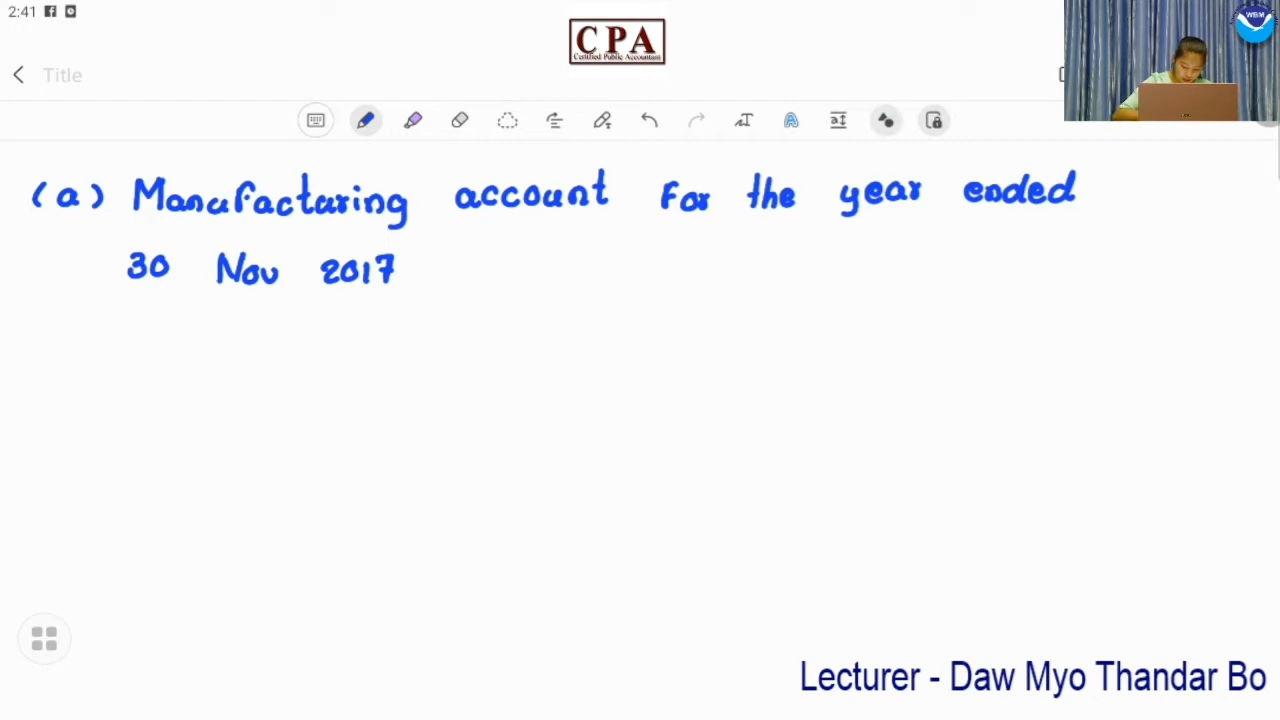 2:41
CPA
Certified Public Accountant
WBM
Title
(a) Manufacturing account for the year ended
30 Nov 2017
Lecturer - Daw Myo Thandar Bo